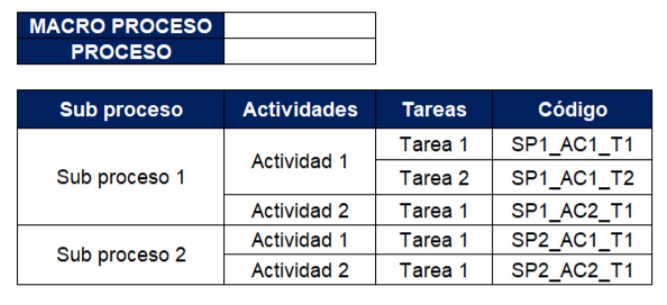 MACRO PROCESO
PROCESO
Sub proceso Actividades Tareas Código
Sub proceso 1 Actividad 1 Tarea 1 SP1_AC1_T1
Tarea 2 SP1_AC1_T2
Actividad 2 Tarea 1 SP1_AC2_T1
Sub proceso 2 Actividad 1 Tarea 1 SP2_AC1_T1
Actividad 2 Tarea 1 SP2_AC2_T1